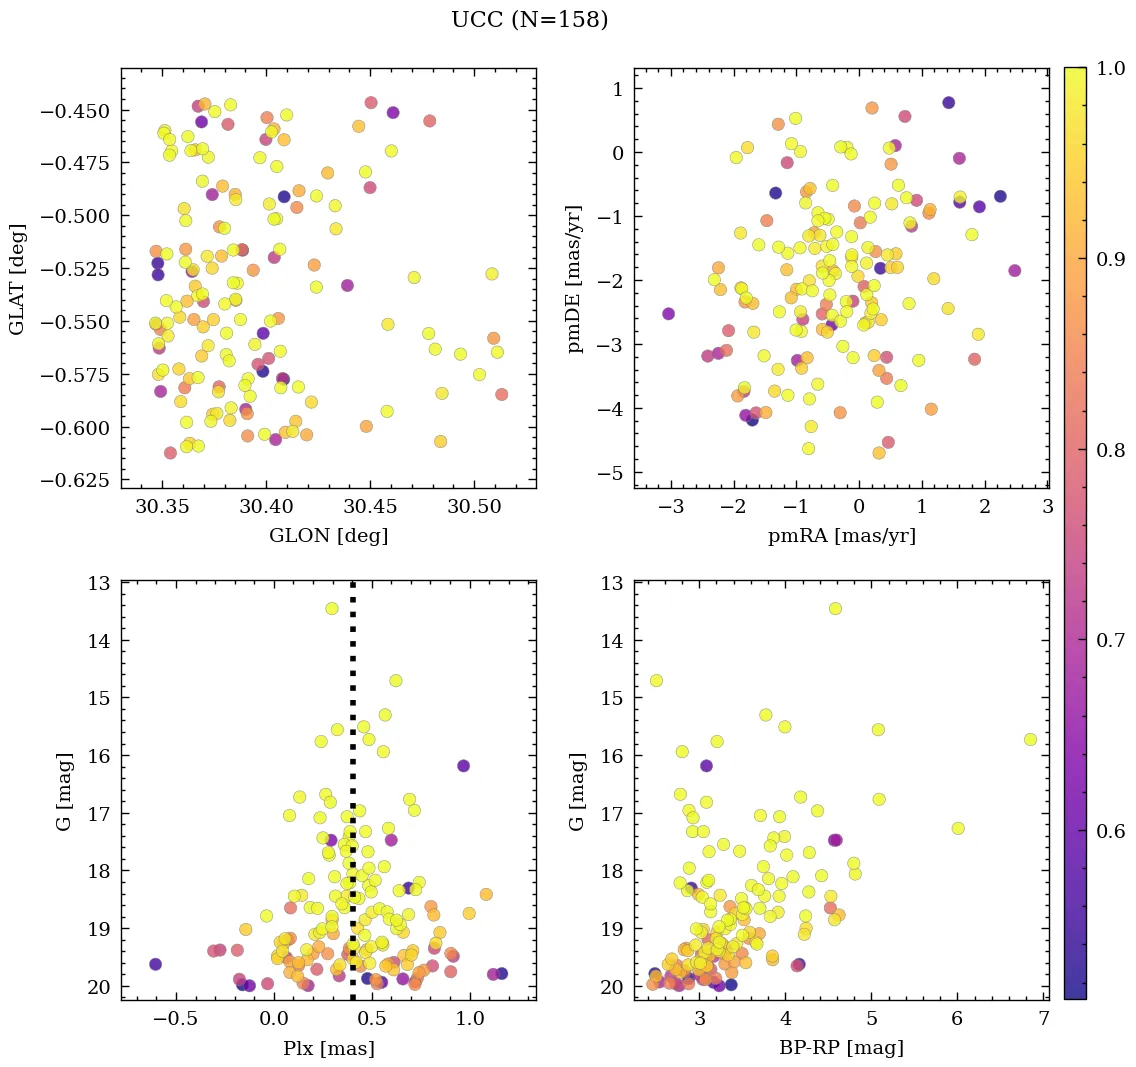 UCC (N=158)
−0.450
−0.475
−0.500
−0.525
−0.550
−0.575
−0.600
−0.625
GLAT [deg]
30.35 30.40 30.45 30.50
GLON [deg]
1
0
−1
−2
−3
−4
−5
pmDE [mas/yr]
−3 −2 −1 0 1 2 3
pmRA [mas/yr]
1.0
0.9
0.8
0.7
0.6
13
14
15
16
17
18
19
20
G [mag]
−0.5 0.0 0.5 1.0
Plx [mas]
13
14
15
16
17
18
19
20
G [mag]
3 4 5 6 7
BP-RP [mag]